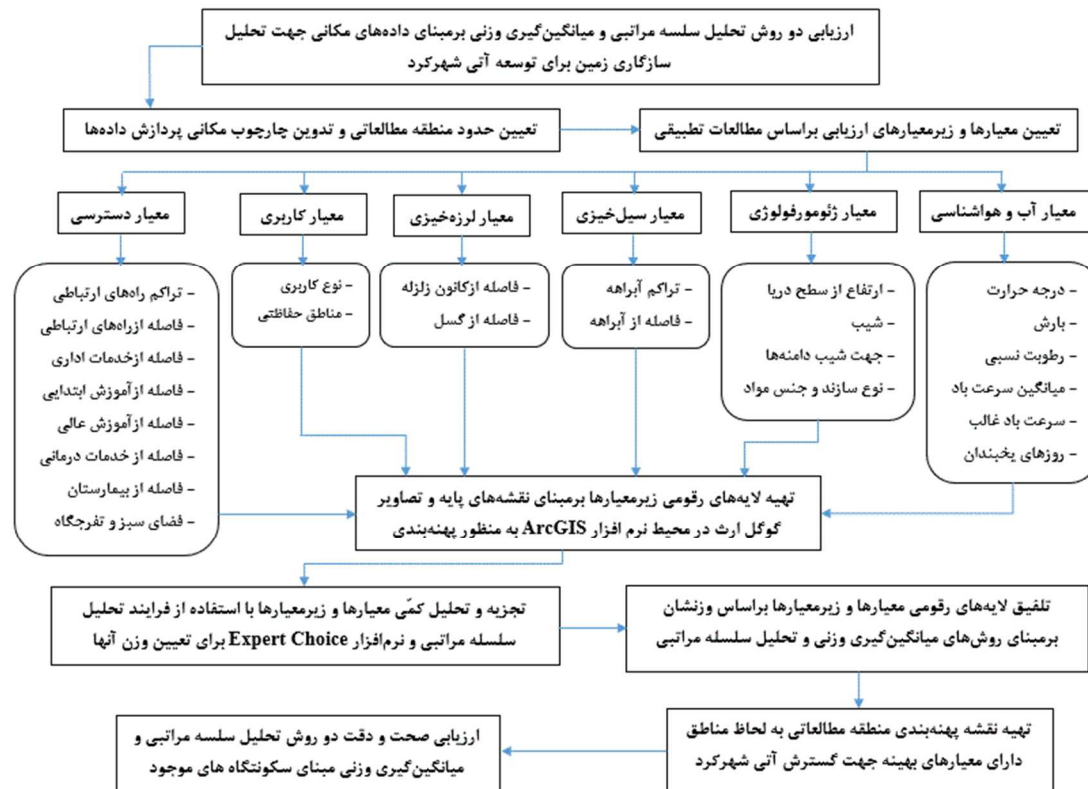 ارزیابی دو روش تحلیل سلسه مراتبی و میانگین‌گیری وزنی برمبنای داده‌های مکانی جهت تحلیل
سازگاری زمین برای توسعه آتی شهرکرد
تعیین معیارها و زیرمعیارهای ارزیابی براساس مطالعات تطبیقی
تعیین حدود منطقه مطالعاتی و تدوین چارچوب مکانی پردازش داده‌ها
معیار آب و هواشناسی
معیار ژئومورفولوژی
معیار سیل‌خیزی
معیار لرزه‌خیزی
معیار کاربری
معیار دسترسی
- درجه حرارت
- بارش
- رطوبت نسبی
- میانگین سرعت باد
- سرعت باد غالب
- روزهای یخبندان
- ارتفاع از سطح دریا
- شیب
- جهت شیب دامنه‌ها
- نوع سازند و جنس مواد
- تراکم آبراهه
- فاصله از آبراهه
- فاصله ازکانون زلزله
- فاصله از گسل
- نوع کاربری
- مناطق حفاظتی
- تراکم راه‌های ارتباطی
- فاصله ازراه‌های ارتباطی
- فاصله ازخدمات اداری
- فاصله ازآموزش ابتدایی
- فاصله ازآموزش عالی
- فاصله از خدمات درمانی
- فاصله از بیمارستان
- فضای سبز و تفرجگاه
تهیه لایه‌های رقومی زیرمعیارها برمبنای نقشه‌های پایه و تصاویر
گوگل ارث در محیط نرم افزار ArcGIS به منظور پهنه‌بندی
تجزیه و تحلیل کمّی معیارها و زیرمعیارها با استفاده از فرایند تحلیل
سلسله مراتبی و نرم‌افزار Expert Choice برای تعیین وزن آنها
تلفیق لایه‌های رقومی معیارها و زیرمعیارها براساس وزنشان
برمبنای روش‌های میانگین‌گیری وزنی و تحلیل سلسله مراتبی
تهیه نقشه پهنه‌بندی منطقه مطالعاتی به لحاظ مناطق
دارای معیارهای بهینه جهت گسترش آتی شهرکرد
ارزیابی صحت و دقت دو روش تحلیل سلسه مراتبی و
میانگین‌گیری وزنی مبنای سکونتگاه های موجود